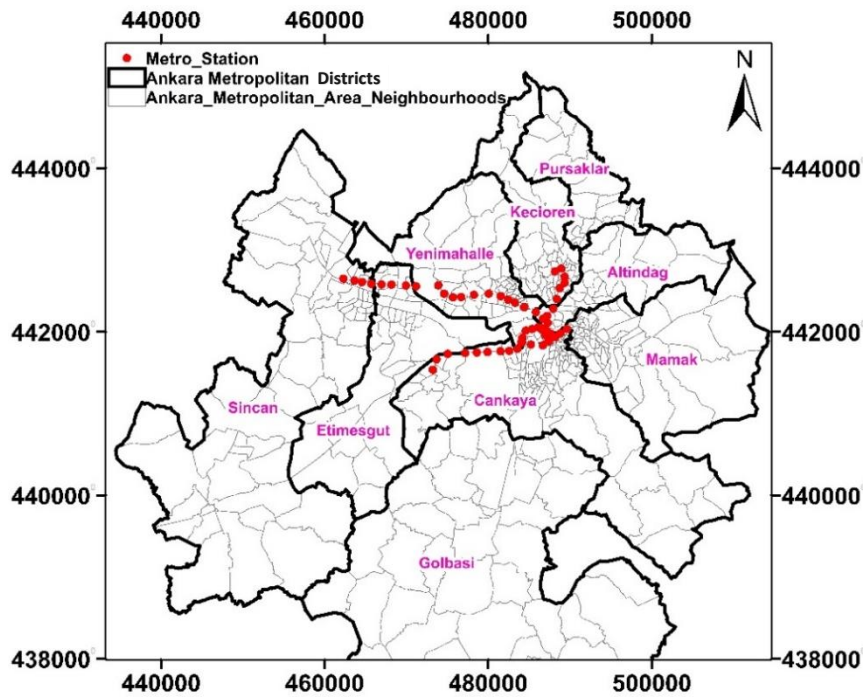 440000 460000 480000 500000
Metro_Station
Ankara Metropolitan Districts
Ankara_Metropolitan_Area_Neighbourhoods
N
444000 444000
Pursaklar
Kecioren
Yenimahalle
Altindag
442000 442000
Mamak
Sincan
Cankaya
Etimesgut
440000 440000
Golbasi
438000 438000
440000 460000 480000 500000